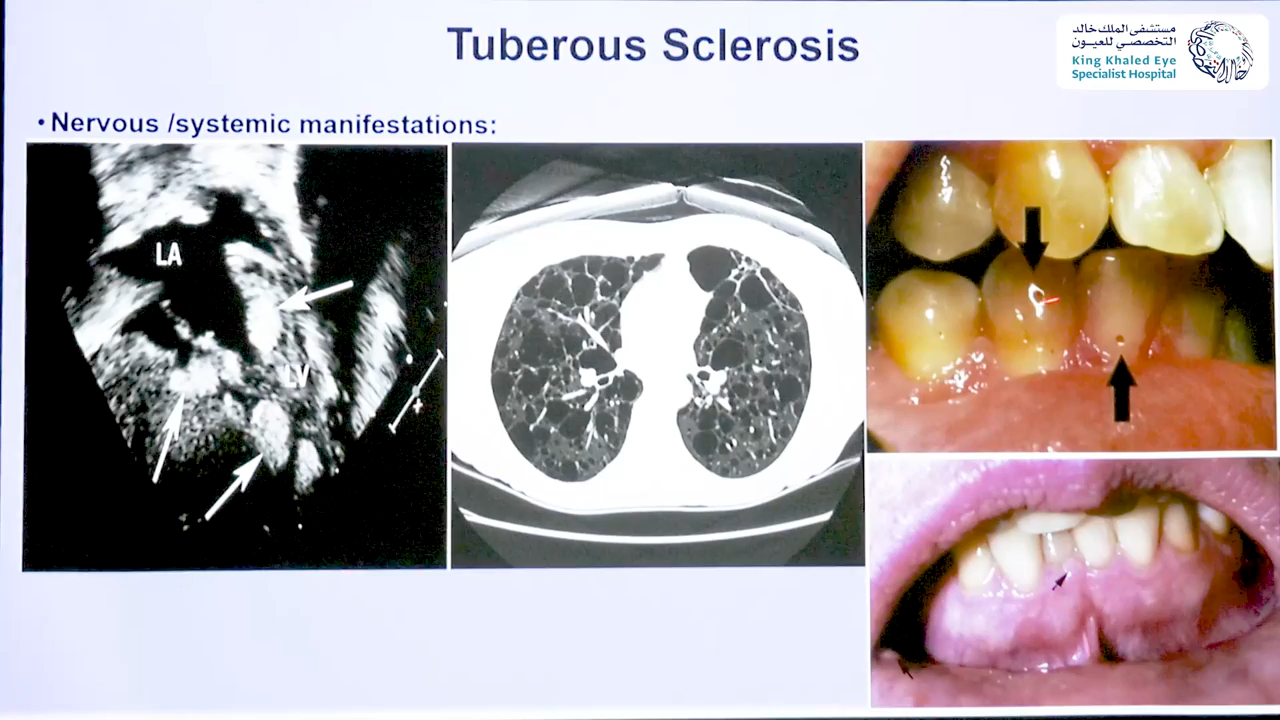 Tuberous Sclerosis
مستشفى الملك خالد
التخصصي للعيون
King Khaled Eye
Specialist Hospital
•Nervous /systemic manifestations:
LA
LV